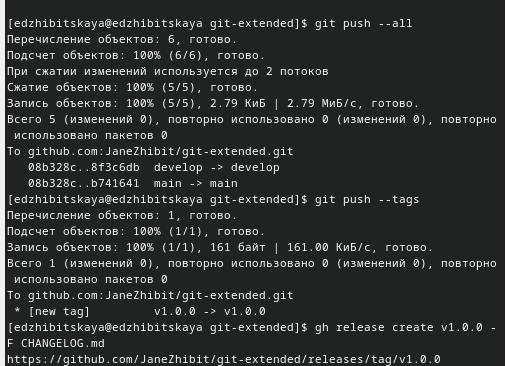 [edzhibitskaya@edzhibitskaya git-extended]$ git push --all
Перечисление объектов: 6, готово.
Подсчет объектов: 100% (6/6), готово.
При сжатии изменений используется до 2 потоков
Сжатие объектов: 100% (5/5), готово.
Запись объектов: 100% (5/5), 2.79 КиБ | 2.79 МиБ/с, готово.
Всего 5 (изменений 0), повторно использовано 0 (изменений 0), повторно
 использовано пакетов 0
To github.com:JaneZhibit/git-extended.git
   08b328c..8f3c6db  develop -> develop
   08b328c..b741641  main -> main
[edzhibitskaya@edzhibitskaya git-extended]$ git push --tags
Перечисление объектов: 1, готово.
Подсчет объектов: 100% (1/1), готово.
Запись объектов: 100% (1/1), 161 байт | 161.00 КиБ/с, готово.
Всего 1 (изменений 0), повторно использовано 0 (изменений 0), повторно
 использовано пакетов 0
To github.com:JaneZhibit/git-extended.git
 * [new tag]         v1.0.0 -> v1.0.0
[edzhibitskaya@edzhibitskaya git-extended]$ gh release create v1.0.0 -
F CHANGELOG.md
https://github.com/JaneZhibit/git-extended/releases/tag/v1.0.0